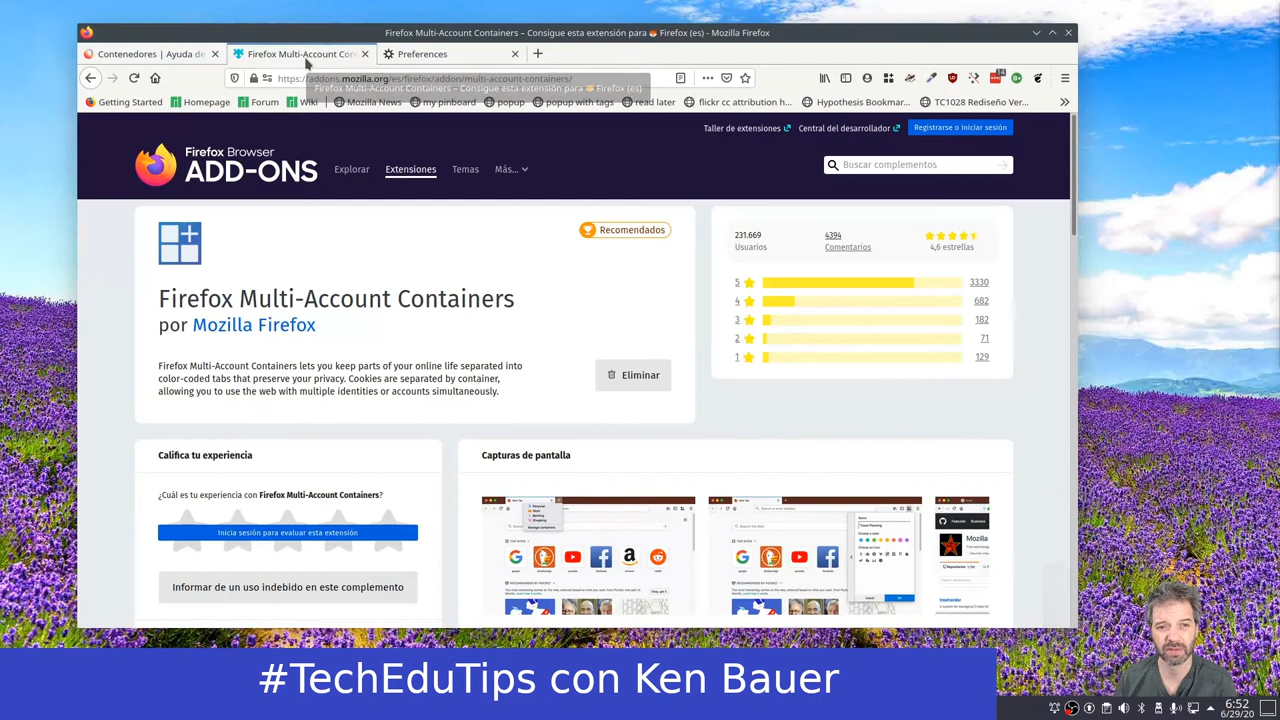 Firefox Multi-Account Containers – Consigue esta extensión para 🦊 Firefox (es) - Mozilla Firefox
Contenedores | Ayuda de
Firefox Multi-Account Con
Preferences
https://addons.mozilla.org/es/firefox/addon/multi-account-containers/
Firefox Multi-Account Containers – Consigue esta extensión para 🦊 Firefox (es)
Getting Started
Homepage
Forum
Wiki
Mozilla News
my pinboard
popup
popup with tags
read later
flickr cc attribution h...
Hypothesis Bookmar...
TC1028 Rediseño Ver...
Taller de extensiones
Central del desarrollador
Registrarse o iniciar sesión
Firefox Browser
ADD-ONS
Explorar
Extensiones
Temas
Más...
Buscar complementos
Recomendados
231.669
Usuarios
4394
Comentarios
4,6 estrellas
5
3330
4
682
3
182
2
71
1
129
Firefox Multi-Account Containers
por Mozilla Firefox
Firefox Multi-Account Containers lets you keep parts of your online life separated into
color-coded tabs that preserve your privacy. Cookies are separated by container,
allowing you to use the web with multiple identities or accounts simultaneously.
Eliminar
Califica tu experiencia
¿Cuál es tu experiencia con Firefox Multi-Account Containers?
Inicia sesión para evaluar esta extensión
Informar de un uso indebido en este complemento
Capturas de pantalla
#TechEduTips con Ken Bauer
6:52
6/29/20